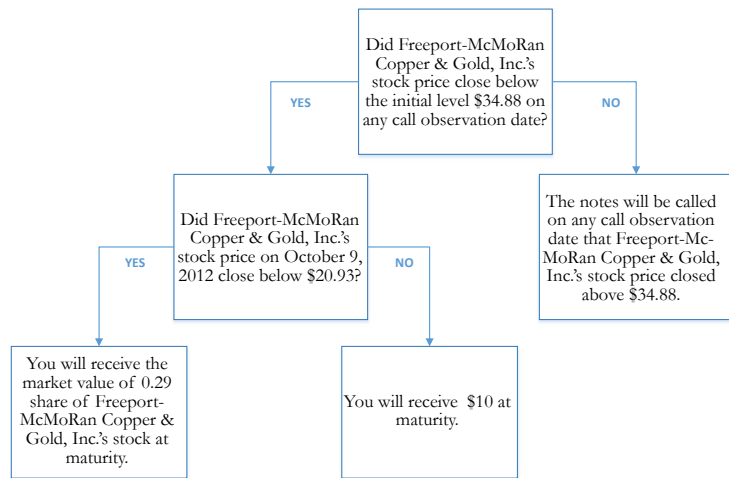 Did Freeport-McMoRan
Copper & Gold, Inc.'s
stock price close below
the initial level $34.88 on
any call observation date?
YES
NO
Did Freeport-McMoRan
Copper & Gold, Inc.'s
stock price on October 9,
2012 close below $20.93?
The notes will be called
on any call observation
date that Freeport-Mc-
MoRan Copper & Gold,
Inc.'s stock price closed
above $34.88.
YES
NO
You will receive the
market value of 0.29
share of Freeport-
McMoRan Copper &
Gold, Inc.'s stock at
maturity.
You will receive $10 at
maturity.